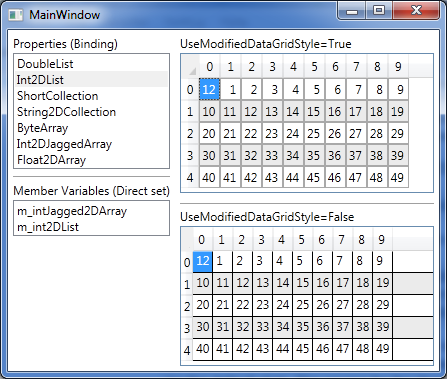 MainWindow
Properties (Binding)
DoubleList
Int2DList
ShortCollection
String2DCollection
ByteArray
Int2DJaggedArray
Float2DArray
Member Variables (Direct set)
m_intJagged2DArray
m_int2DList
UseModifiedDataGridStyle=True
0 1 2 3 4 5 6 7 8 9
0 12 1 2 3 4 5 6 7 8 9
1 10 11 12 13 14 15 16 17 18 19
2 20 21 22 23 24 25 26 27 28 29
3 30 31 32 33 34 35 36 37 38 39
4 40 41 42 43 44 45 46 47 48 49
UseModifiedDataGridStyle=False
0 1 2 3 4 5 6 7 8 9
0 12 1 2 3 4 5 6 7 8 9
1 10 11 12 13 14 15 16 17 18 19
2 20 21 22 23 24 25 26 27 28 29
3 30 31 32 33 34 35 36 37 38 39
4 40 41 42 43 44 45 46 47 48 49